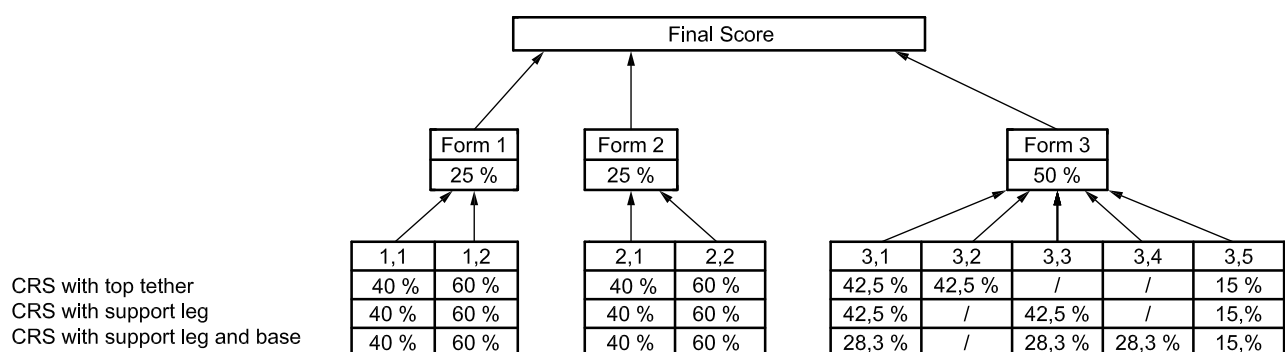 Final Score
Form 1 Form 2 Form 3
25 % 25 % 50 %
1,1 1,2 2,1 2,2 3,1 3,2 3,3 3,4 3,5
CRS with top tether 40 % 60 % 40 % 60 % 42,5 % 42,5 % / / 15 %
CRS with support leg 40 % 60 % 40 % 60 % 42,5 % / 42,5 % / 15,%
CRS with support leg and base 40 % 60 % 40 % 60 % 28,3 % / 28,3 % 28,3 % 15,%